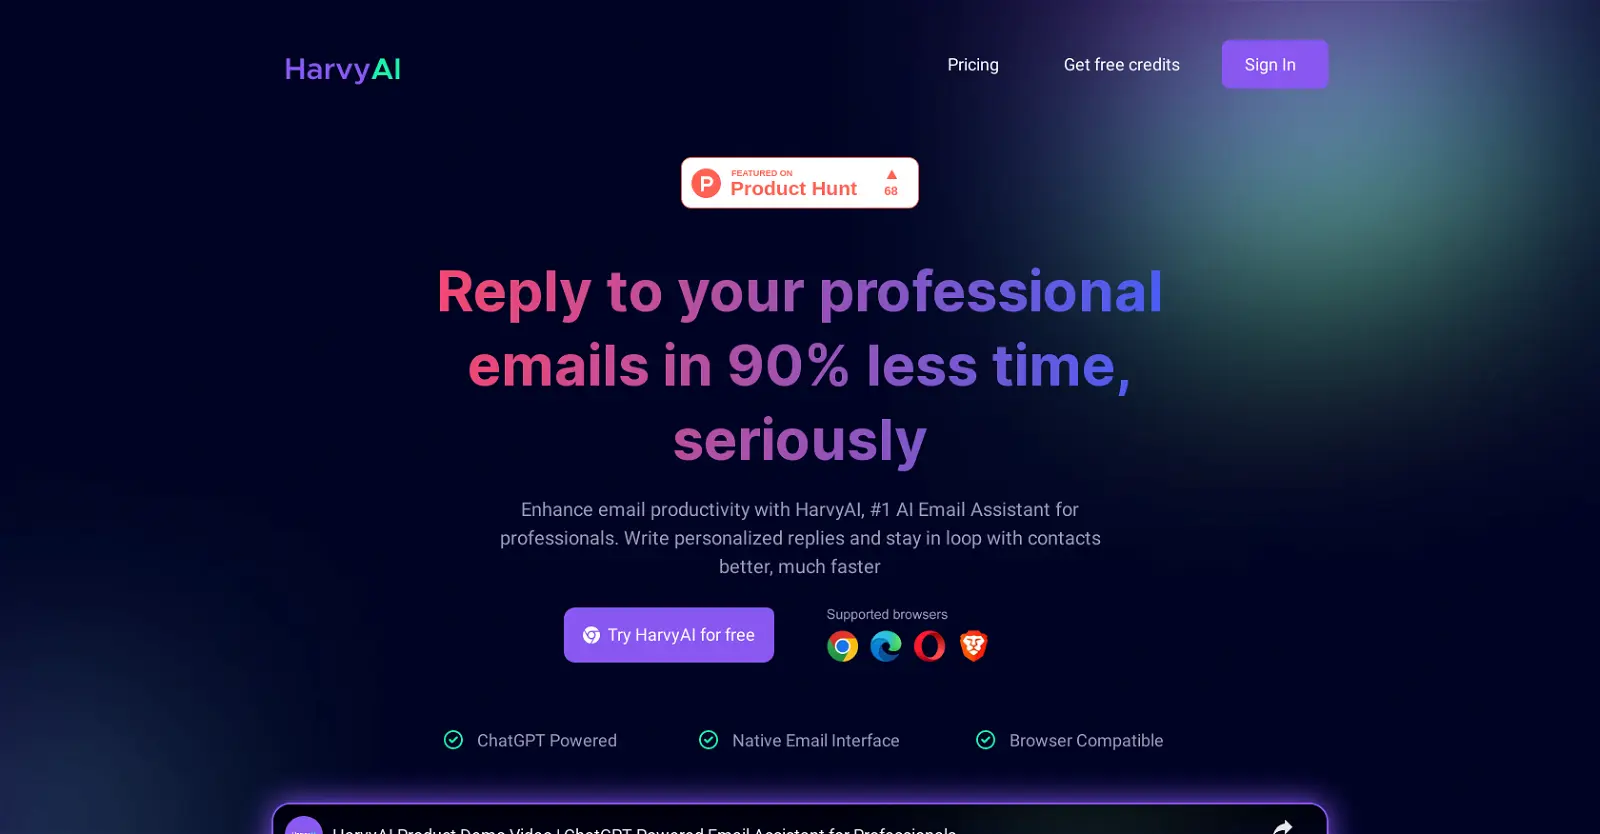 HarvyAI
Pricing
Get free credits
Sign In
FEATURED ON
Product Hunt
68
Reply to your professional
emails in 90% less time,
seriously
Enhance email productivity with HarvyAI, #1 AI Email Assistant for
professionals. Write personalized replies and stay in loop with contacts
better, much faster
Try HarvyAI for free
Supported browsers
ChatGPT Powered
Native Email Interface
Browser Compatible
HarvyAI Product Demo Video | ChatGPT Powered Email Assistant for Professionals